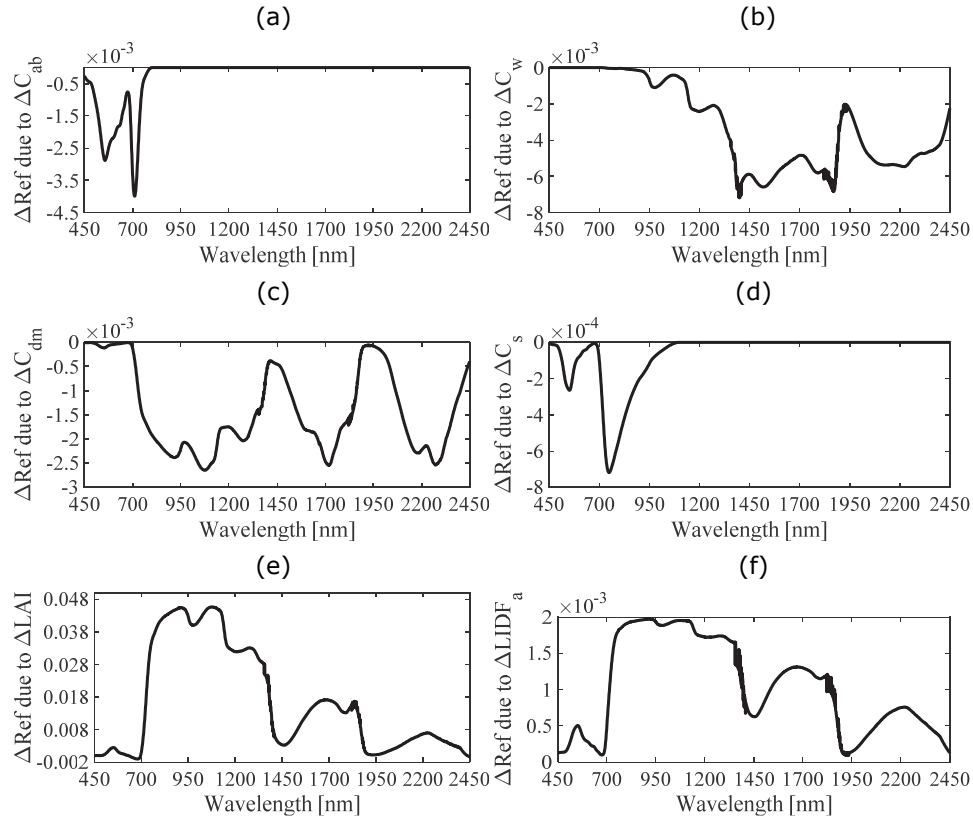 (a)
×10⁻³
ΔRef due to ΔC_ab
-0.5
-1.5
-2.5
-3.5
-4.5
450 700 950 1200 1450 1700 1950 2450
Wavelength [nm]
(b)
×10⁻³
ΔRef due to ΔC_w
0
-2
-4
-6
-8
450 700 950 1200 1450 1700 1950 2450
Wavelength [nm]
(c)
×10⁻³
ΔRef due to ΔC_dm
0
-0.5
-1
-1.5
-2
-2.5
-3
450 700 950 1200 1450 1700 1950 2450
Wavelength [nm]
(d)
×10⁻⁴
ΔRef due to ΔC_s
0
-2
-4
-6
-8
450 700 950 1200 1450 1700 1950 2450
Wavelength [nm]
(e)
ΔRef due to ΔLAI
0.048
0.038
0.028
0.018
0.008
-0.002
450 700 950 1200 1450 1700 1950 2450
Wavelength [nm]
(f)
×10⁻³
ΔRef due to ΔLIDF_a
2
1.5
1
0.5
0
450 700 950 1200 1450 1700 1950 2450
Wavelength [nm]